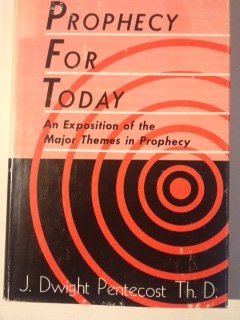 PROPHECY
FOR
TODAY
An Exposition of the
Major Themes in Prophecy
J. Dwight Pentecost Th. D.